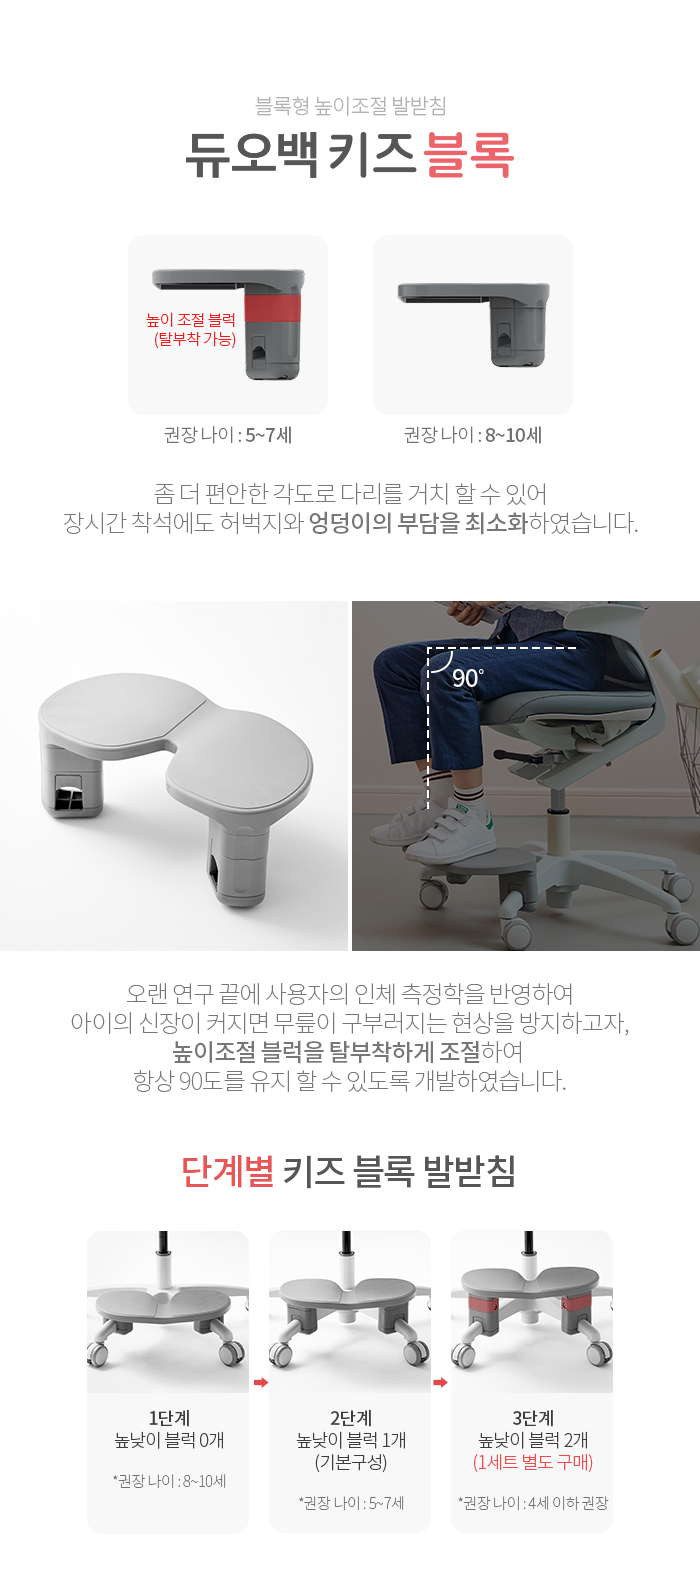 블록형 높이조절 발받침
듀오백 키즈 블록
높이 조절 블럭
(탈부착 가능)
권장 나이 : 5~7세
권장 나이 : 8~10세
좀 더 편안한 각도로 다리를 거치 할 수 있어
장시간 착석에도 허벅지와 엉덩이의 부담을 최소화하였습니다.
90°
오랜 연구 끝에 사용자의 인체 측정학을 반영하여
아이의 신장이 커지면 무릎이 구부러지는 현상을 방지하고자,
높이조절 블럭을 탈부착하게 조절하여
항상 90도를 유지 할 수 있도록 개발하였습니다.
단계별 키즈 블록 발받침
1단계
높낮이 블럭 0개
*권장 나이 : 8~10세
2단계
높낮이 블럭 1개
(기본구성)
*권장 나이 : 5~7세
3단계
높낮이 블럭 2개
(1세트 별도 구매)
*권장 나이 : 4세 이하 권장